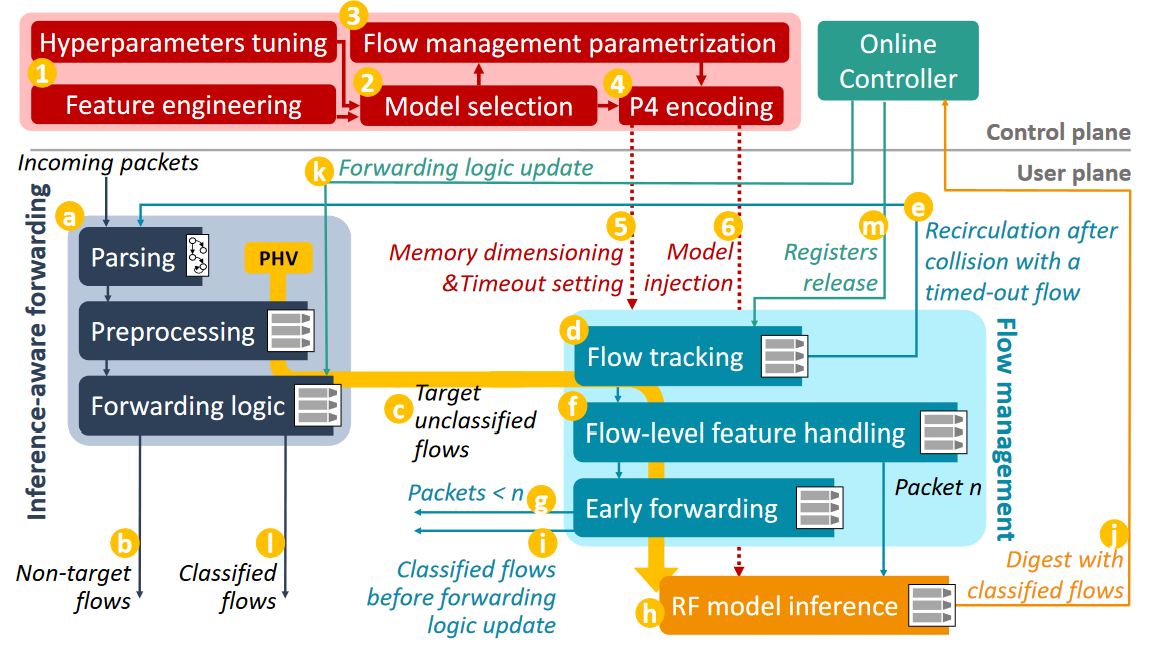 3
Hyperparameters tuning
Flow management parametrization
1
2
4
Feature engineering
Model selection
P4 encoding
Online
Controller
Control plane
User plane
Incoming packets
k
Forwarding logic update
Inference-aware forwarding
a
Parsing
PHV
Preprocessing
Forwarding logic
5
6
m
e
Memory dimensioning
&Timeout setting
Model
injection
Registers
release
Recirculation after
collision with a
timed-out flow
d
Flow tracking
Flow management
c
Target
unclassified
flows
f
Flow-level feature handling
Packet n
Packets < n
g
Early forwarding
i
Classified flows
before forwarding
logic update
b
Non-target
flows
l
Classified
flows
j
Digest with
classified flows
h
RF model inference